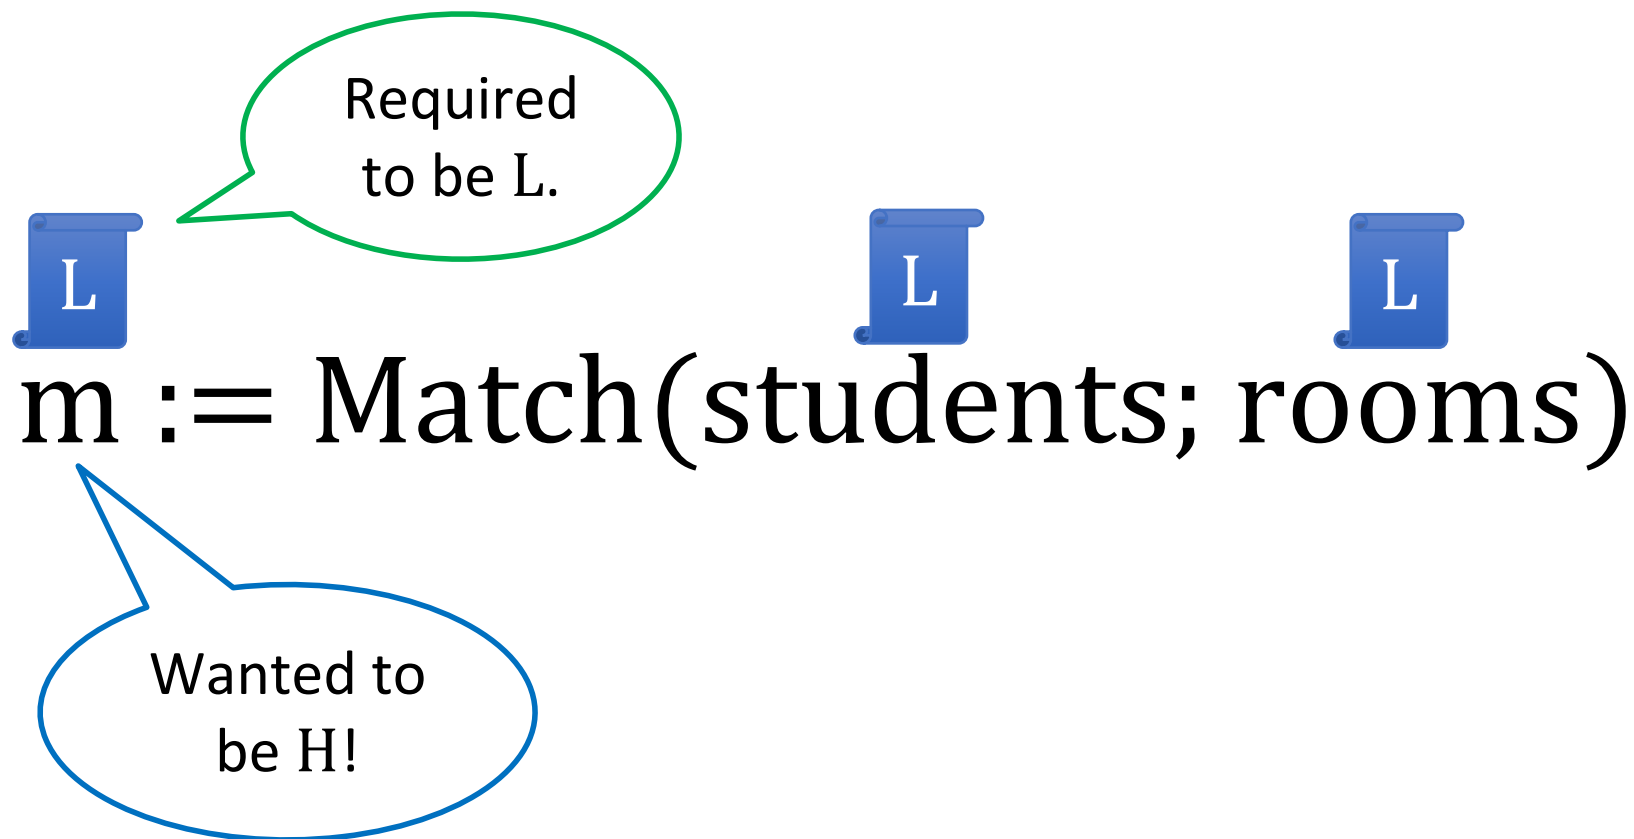 Required
to be L.
L
L
L
m := Match(students; rooms)
Wanted to
be H!